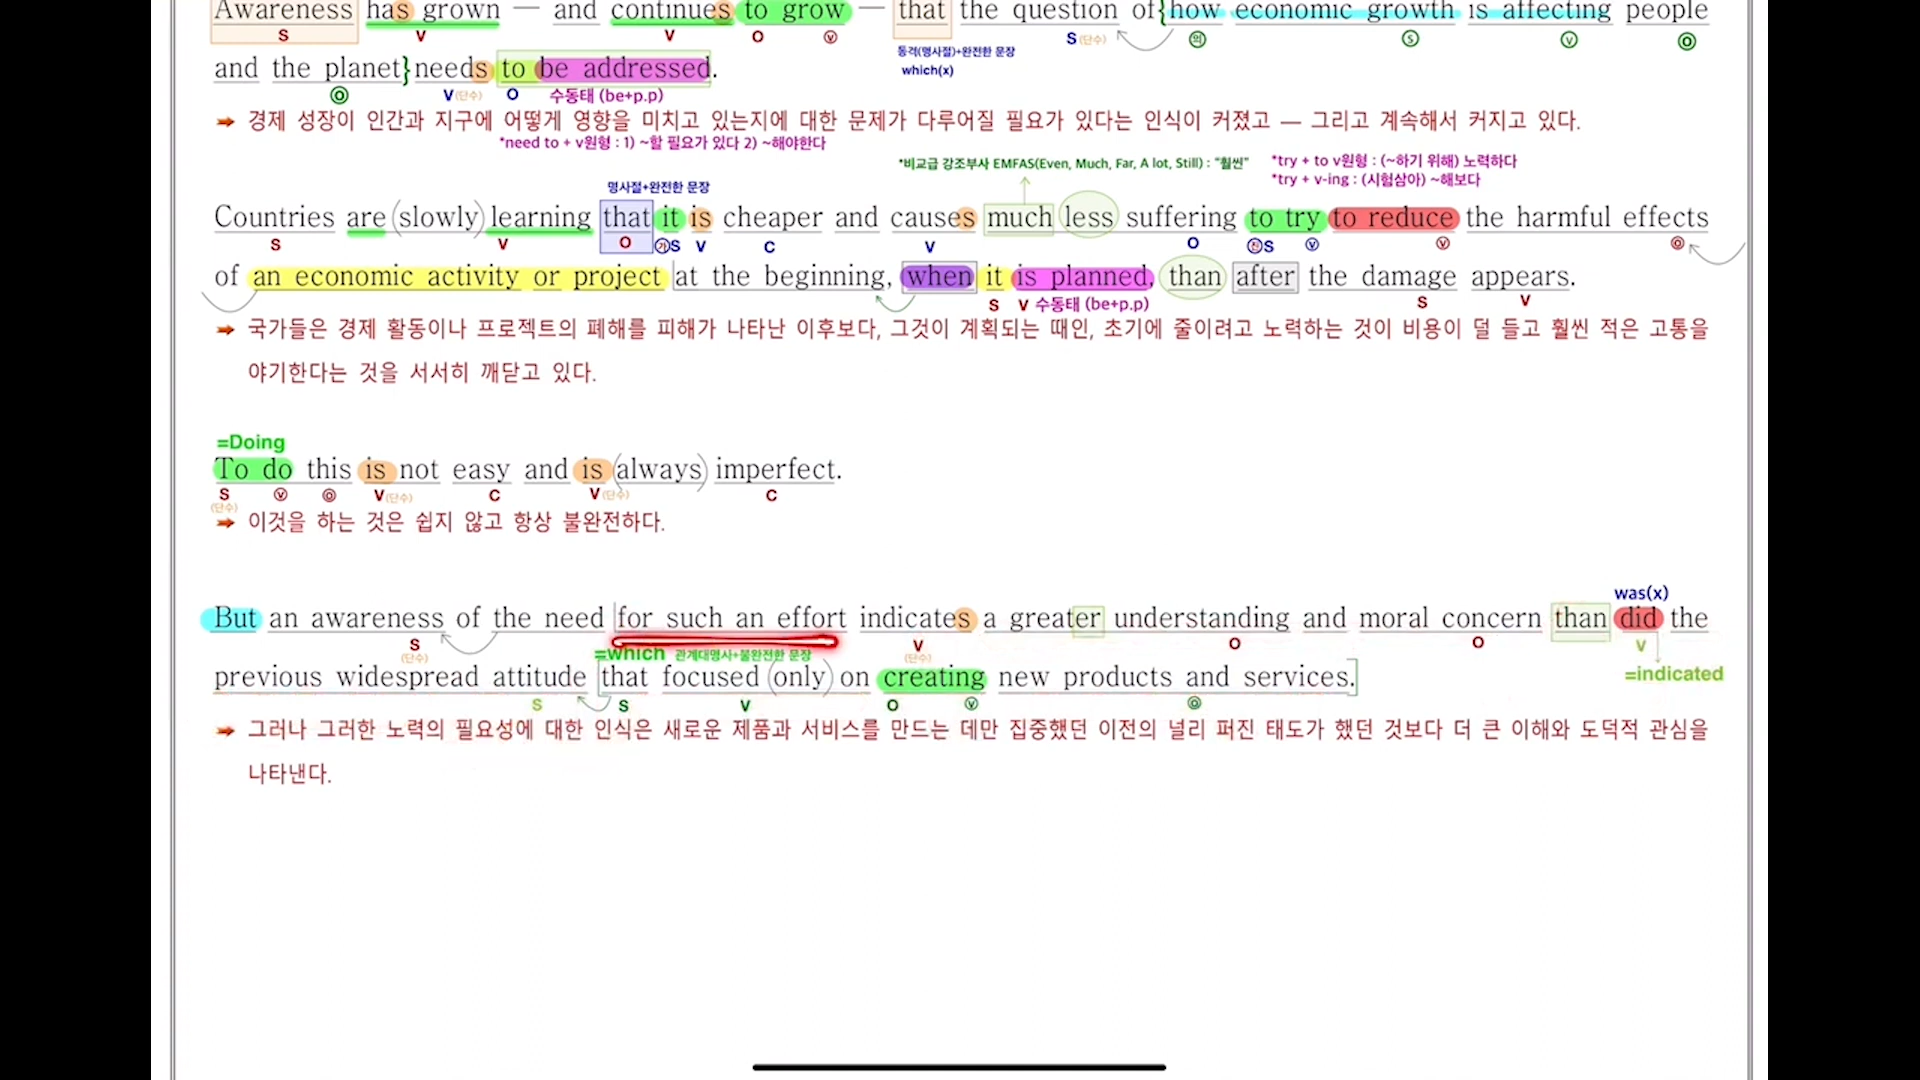 Awareness has grown — and continues to grow — that the question of {how economic growth is affecting people
S V V O ⓥ S(단수) 의 ⓢ ⓥ ⓞ
동격(명사절)+완전한 문장
which(x)
and the planet} needs to be addressed.
ⓞ V(단수) O 수동태 (be+p.p)
➡ 경제 성장이 인간과 지구에 어떻게 영향을 미치고 있는지에 대한 문제가 다루어질 필요가 있다는 인식이 커졌고 — 그리고 계속해서 커지고 있다.
*need to + v원형 : 1) ~할 필요가 있다 2) ~해야한다
*비교급 강조부사 EMFAS(Even, Much, Far, A lot, Still) : “훨씬” *try + to v원형 : (~하기 위해) 노력하다
*try + v-ing : (시험삼아) ~해보다
명사절+완전한 문장
Countries are (slowly) learning that it is cheaper and causes much less suffering to try to reduce the harmful effects
S V O 가S V C V O 진S ⓥ ⓥ ⓞ
of an economic activity or project at the beginning, when it is planned, than after the damage appears.
S V 수동태 (be+p.p) S V
➡ 국가들은 경제 활동이나 프로젝트의 폐해를 피해가 나타난 이후보다, 그것이 계획되는 때인, 초기에 줄이려고 노력하는 것이 비용이 덜 들고 훨씬 적은 고통을
야기한다는 것을 서서히 깨닫고 있다.
=Doing
To do this is not easy and is (always) imperfect.
S ⓥ ⓞ V(단수) C V(단수) C
(단수)
➡ 이것을 하는 것은 쉽지 않고 항상 불완전하다.
was(x)
But an awareness of the need for such an effort indicates a greater understanding and moral concern than did the
S V O O V
(단수) =which 관계대명사+불완전한 문장 (단수)
=indicated
previous widespread attitude [that focused (only) on creating new products and services.]
S S V O ⓥ ⓞ
➡ 그러나 그러한 노력의 필요성에 대한 인식은 새로운 제품과 서비스를 만드는 데만 집중했던 이전의 널리 퍼진 태도가 했던 것보다 더 큰 이해와 도덕적 관심을
나타낸다.